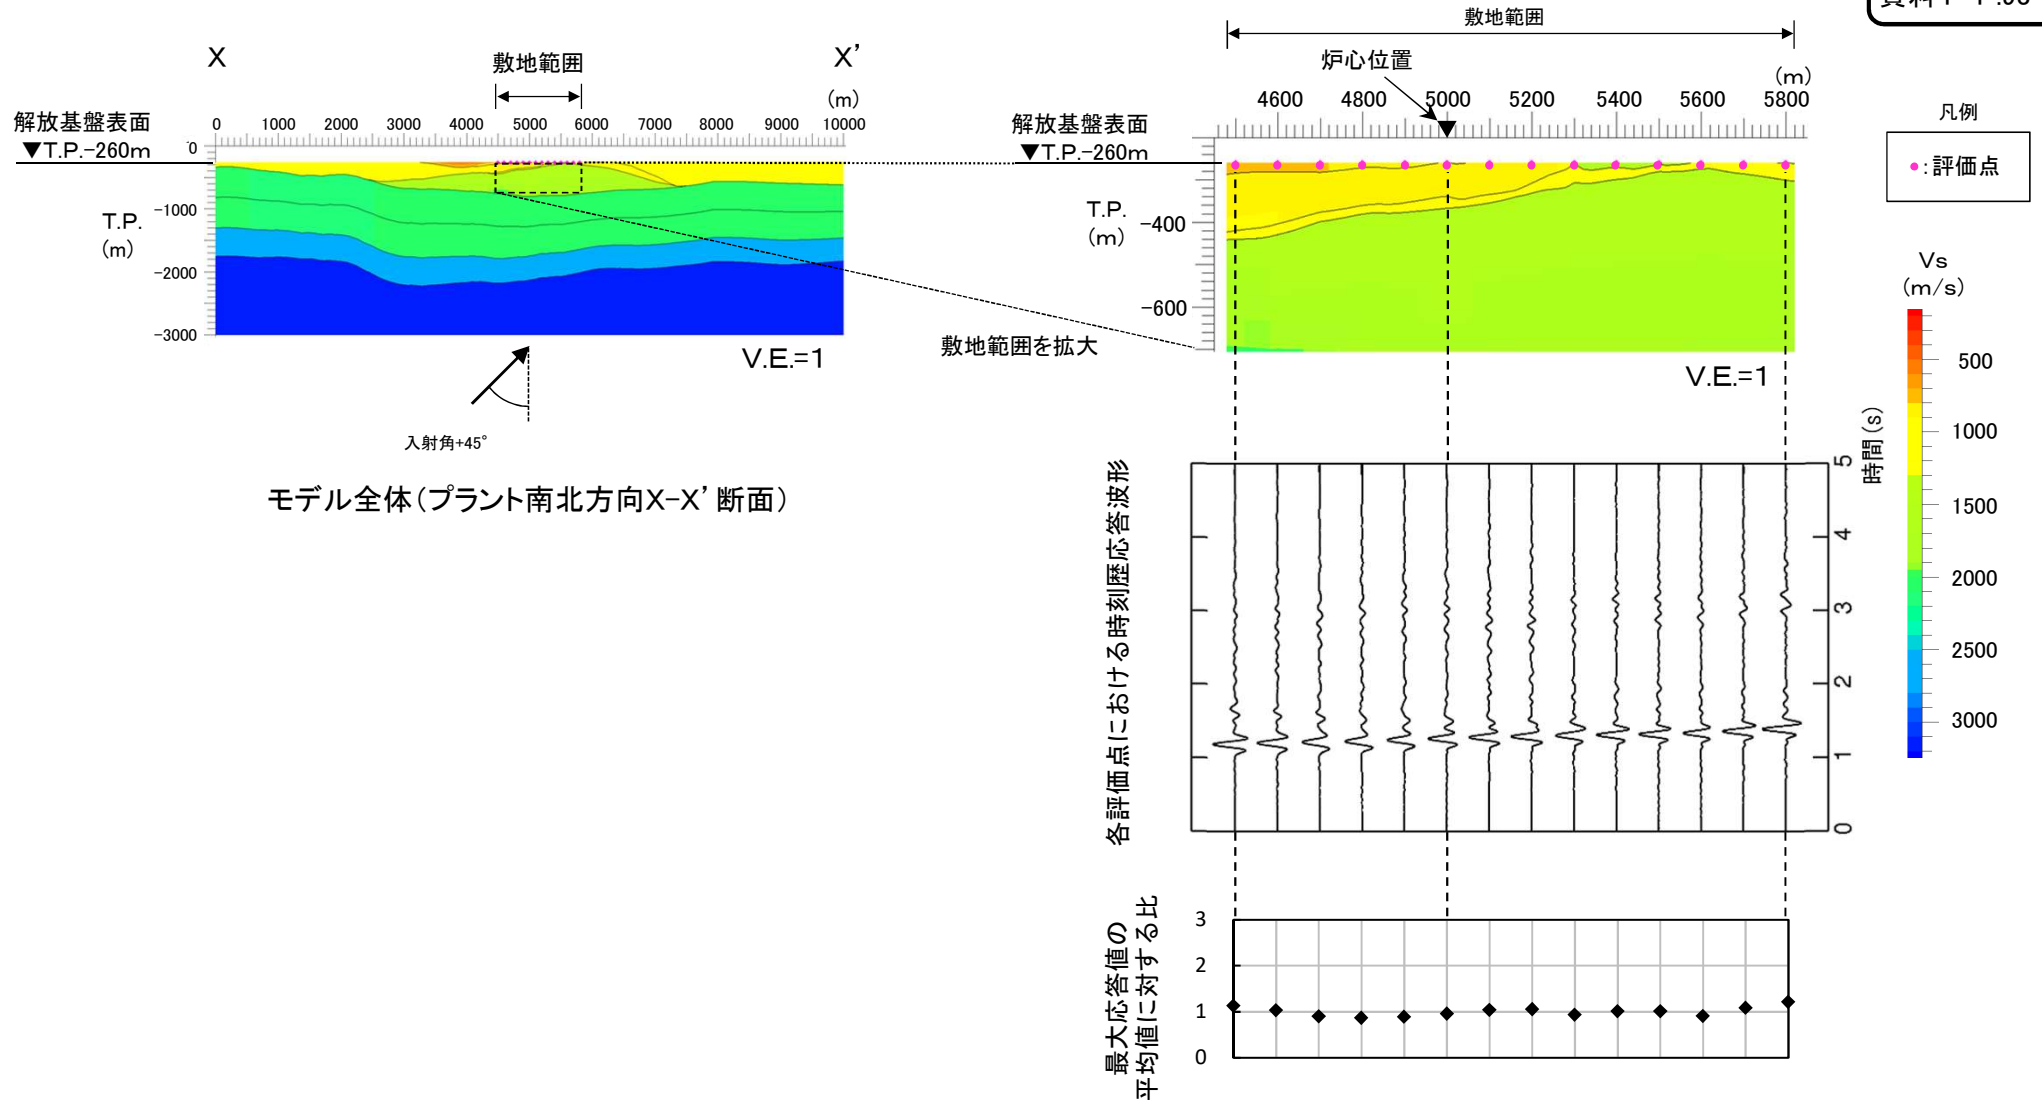 X
X’
敷地範囲
(m)
解放基盤表面
▼T.P.-260m
0 1000 2000 3000 4000 5000 6000 7000 8000 9000 10000
0
-1000
-2000
-3000
T.P.
(m)
V.E.=1
入射角+45°
モデル全体(プラント南北方向X-X’断面)
敷地範囲
炉心位置
(m)
4600 4800 5000 5200 5400 5600 5800
解放基盤表面
▼T.P.-260m
T.P.
(m)
-400
-600
敷地範囲を拡大
V.E.=1
凡例
:評価点
Vs
(m/s)
500
1000
1500
2000
2500
3000
各評価点における時刻歴応答波形
時間(s)
5
4
3
2
1
0
最大応答値の
平均値に対する比
3
2
1
0